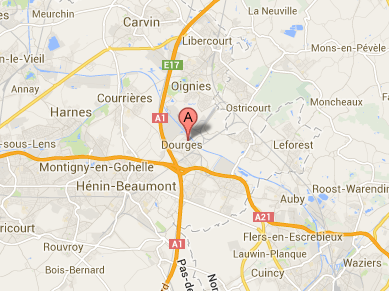 Meurchin
Carvin
La Neuville
Libercourt
Mons-en-Pévèle
n-le-Vieil
E17
Annay
Oignies
Courrières
Moncheaux
Harnes
Ostricourt
A1
A
-sous-Lens
Dourges
Leforest
Montigny-en-Gohelle
Hénin-Beaumont
Roost-Warendin
Auby
A21
ricourt
Flers-en-Escrebieux
A1
Rouvroy
Lauwin-Planque
Waziers
Bois-Bernard
Cuincy
Pas-de
Nor